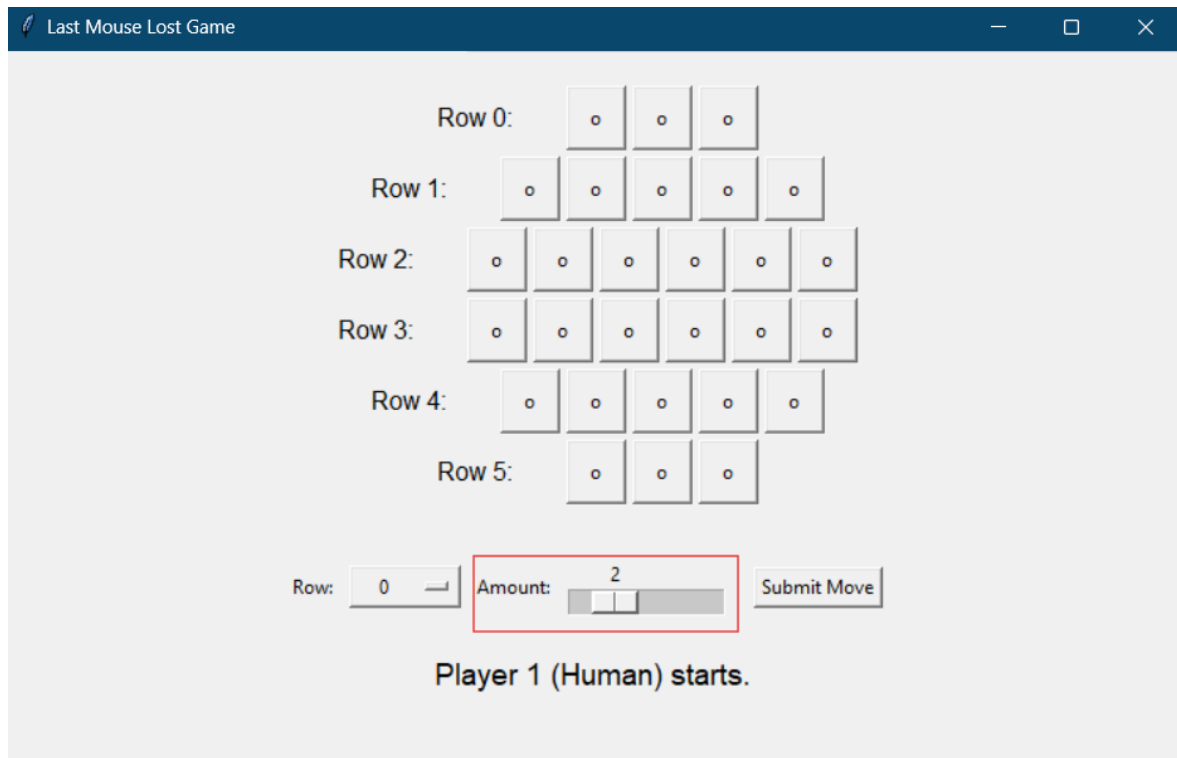 Last Mouse Lost Game
Row 0: o o o
Row 1: o o o o o
Row 2: o o o o o o
Row 3: o o o o o o
Row 4: o o o o o
Row 5: o o o
Row: 0 Amount: 2 Submit Move
Player 1 (Human) starts.